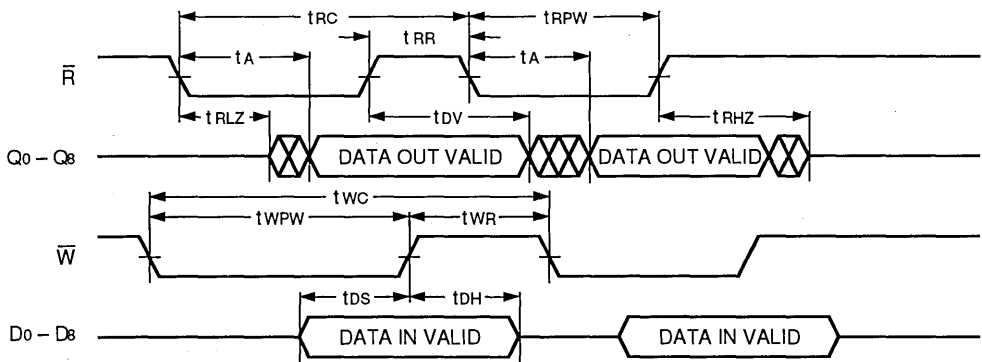 tRC
tRPW
tRR
tA
tA
R̅
tRLZ
tDV
tRHZ
Q0 – Q8
DATA OUT VALID
DATA OUT VALID
tWC
tWPW
tWR
W̅
tDS
tDH
D0 – D8
DATA IN VALID
DATA IN VALID